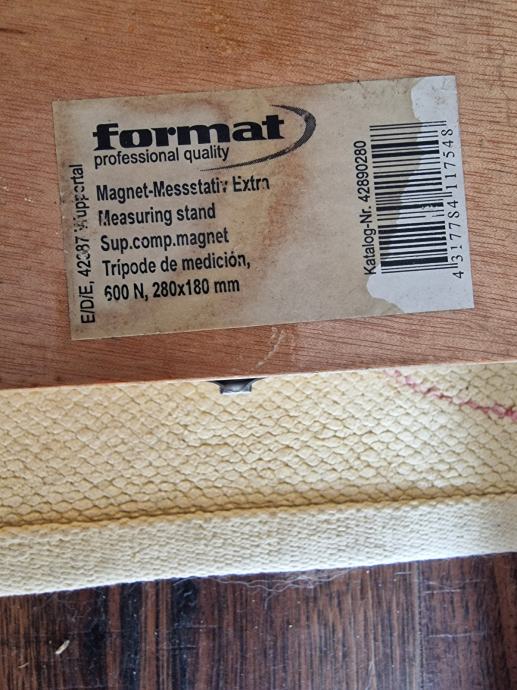 format
professional quality
Magnet-Messstativ Extra
Measuring stand
Sup.comp.magnet
Trípode de medición,
600 N, 280x180 mm
E/D/E, 42387 Wuppertal
Katalog-Nr. 42890280
4 317784 117548